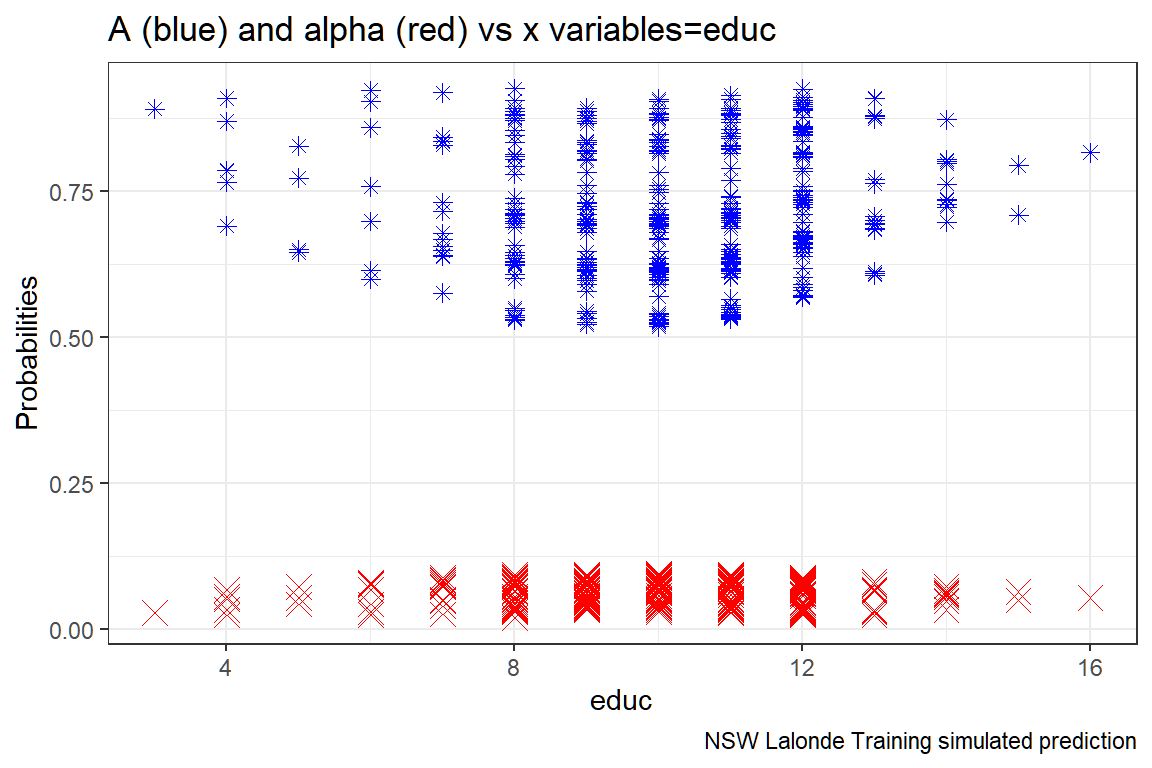 A (blue) and alpha (red) vs x variables=educ
Probabilities
0.75
0.50
0.25
0.00
4 8 12 16
educ
NSW Lalonde Training simulated prediction